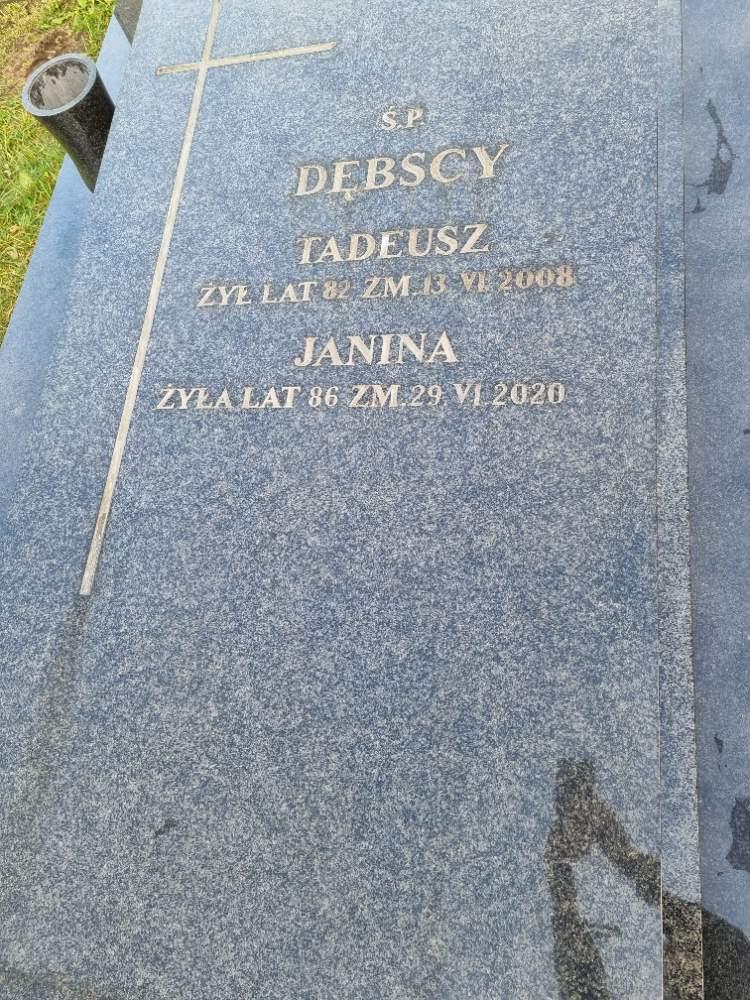 Ś.P.
DĘBSCY
TADEUSZ
ŻYŁ LAT 82 ZM. 13 VI 2008
JANINA
ŻYŁA LAT 86 ZM. 29 VI 2020